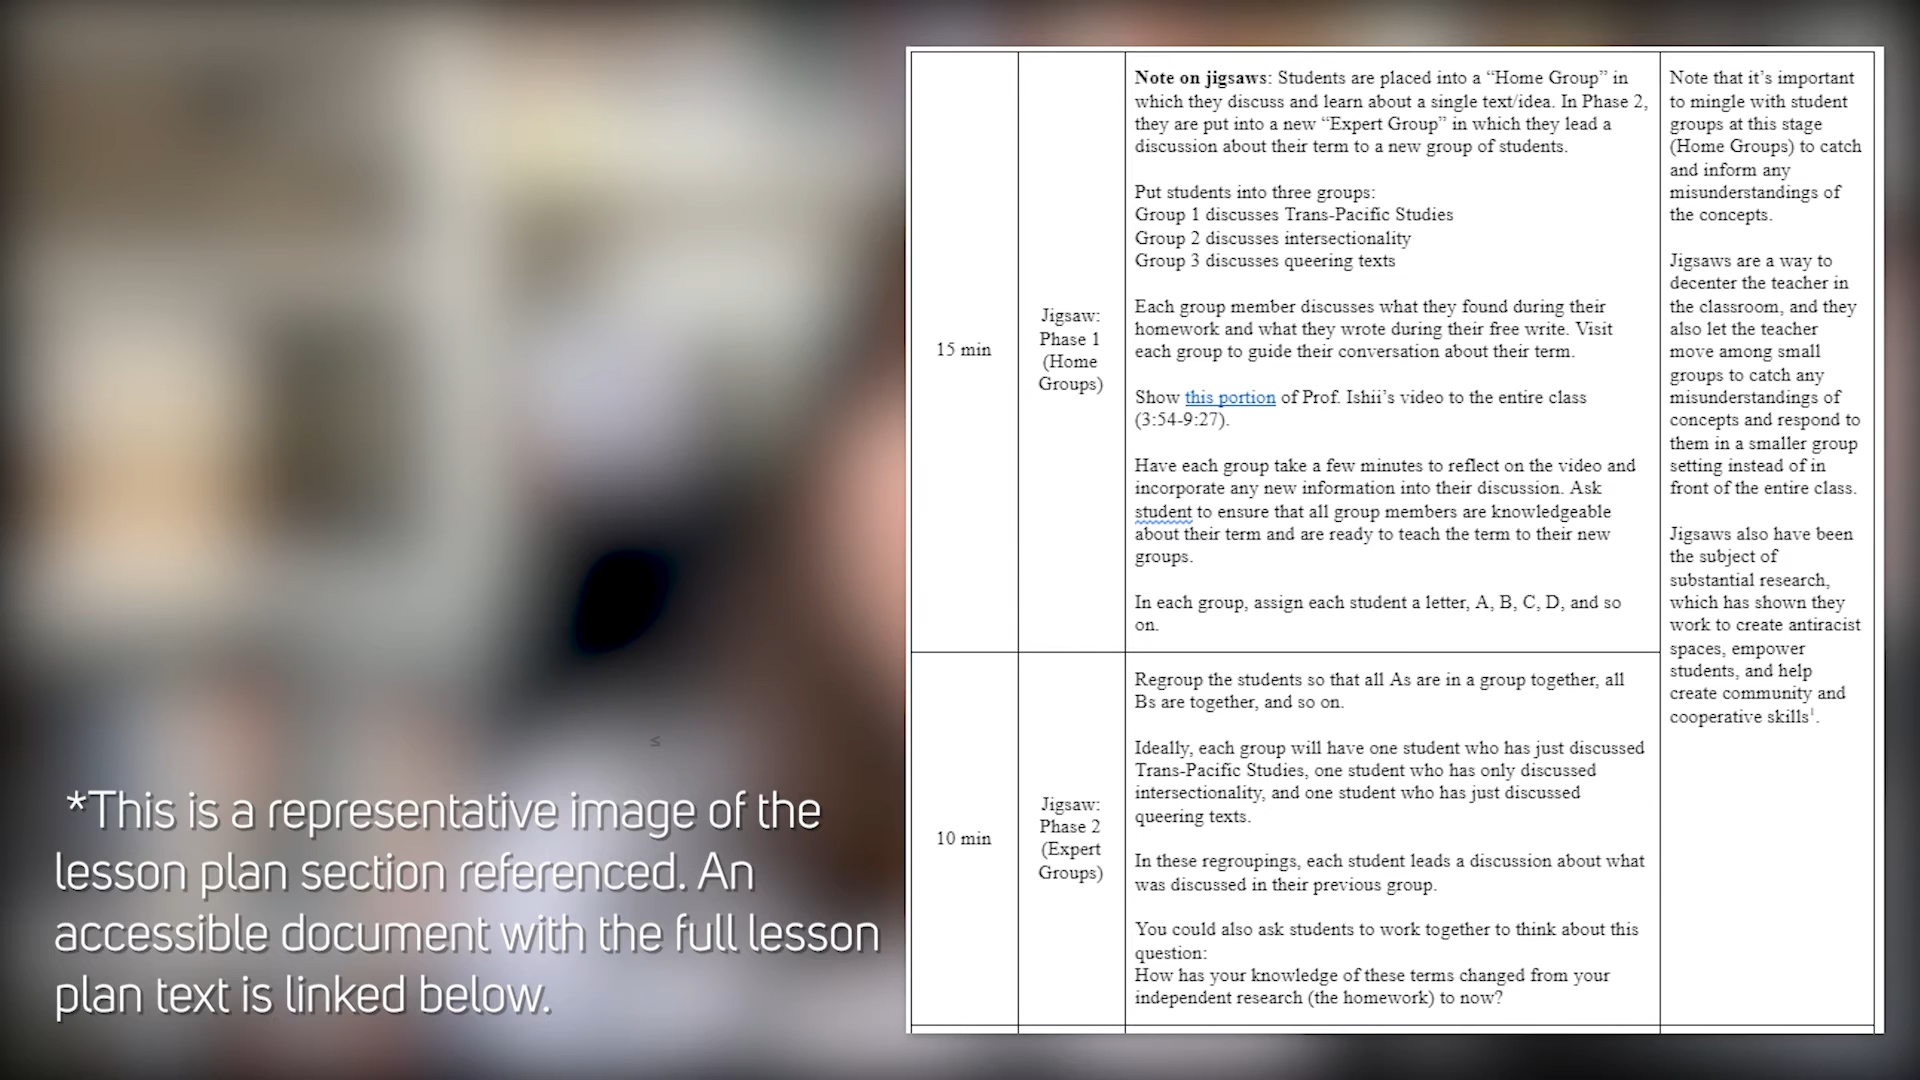 *This is a representative image of the
lesson plan section referenced. An
accessible document with the full lesson
plan text is linked below.
≤
15 min
Jigsaw:
Phase 1
(Home
Groups)
Note on jigsaws: Students are placed into a “Home Group” in
which they discuss and learn about a single text/idea. In Phase 2,
they are put into a new “Expert Group” in which they lead a
discussion about their term to a new group of students.
Put students into three groups:
Group 1 discusses Trans-Pacific Studies
Group 2 discusses intersectionality
Group 3 discusses queering texts
Each group member discusses what they found during their
homework and what they wrote during their free write. Visit
each group to guide their conversation about their term.
Show this portion of Prof. Ishii’s video to the entire class
(3:54-9:27).
Have each group take a few minutes to reflect on the video and
incorporate any new information into their discussion. Ask
student to ensure that all group members are knowledgeable
about their term and are ready to teach the term to their new
groups.
In each group, assign each student a letter, A, B, C, D, and so
on.
Note that it’s important
to mingle with student
groups at this stage
(Home Groups) to catch
and inform any
misunderstandings of
the concepts.
Jigsaws are a way to
decenter the teacher in
the classroom, and they
also let the teacher
move among small
groups to catch any
misunderstandings of
concepts and respond to
them in a smaller group
setting instead of in
front of the entire class.
Jigsaws also have been
the subject of
substantial research,
which has shown they
work to create antiracist
spaces, empower
students, and help
create community and
cooperative skills¹.
10 min
Jigsaw:
Phase 2
(Expert
Groups)
Regroup the students so that all As are in a group together, all
Bs are together, and so on.
Ideally, each group will have one student who has just discussed
Trans-Pacific Studies, one student who has only discussed
intersectionality, and one student who has just discussed
queering texts.
In these regroupings, each student leads a discussion about what
was discussed in their previous group.
You could also ask students to work together to think about this
question:
How has your knowledge of these terms changed from your
independent research (the homework) to now?